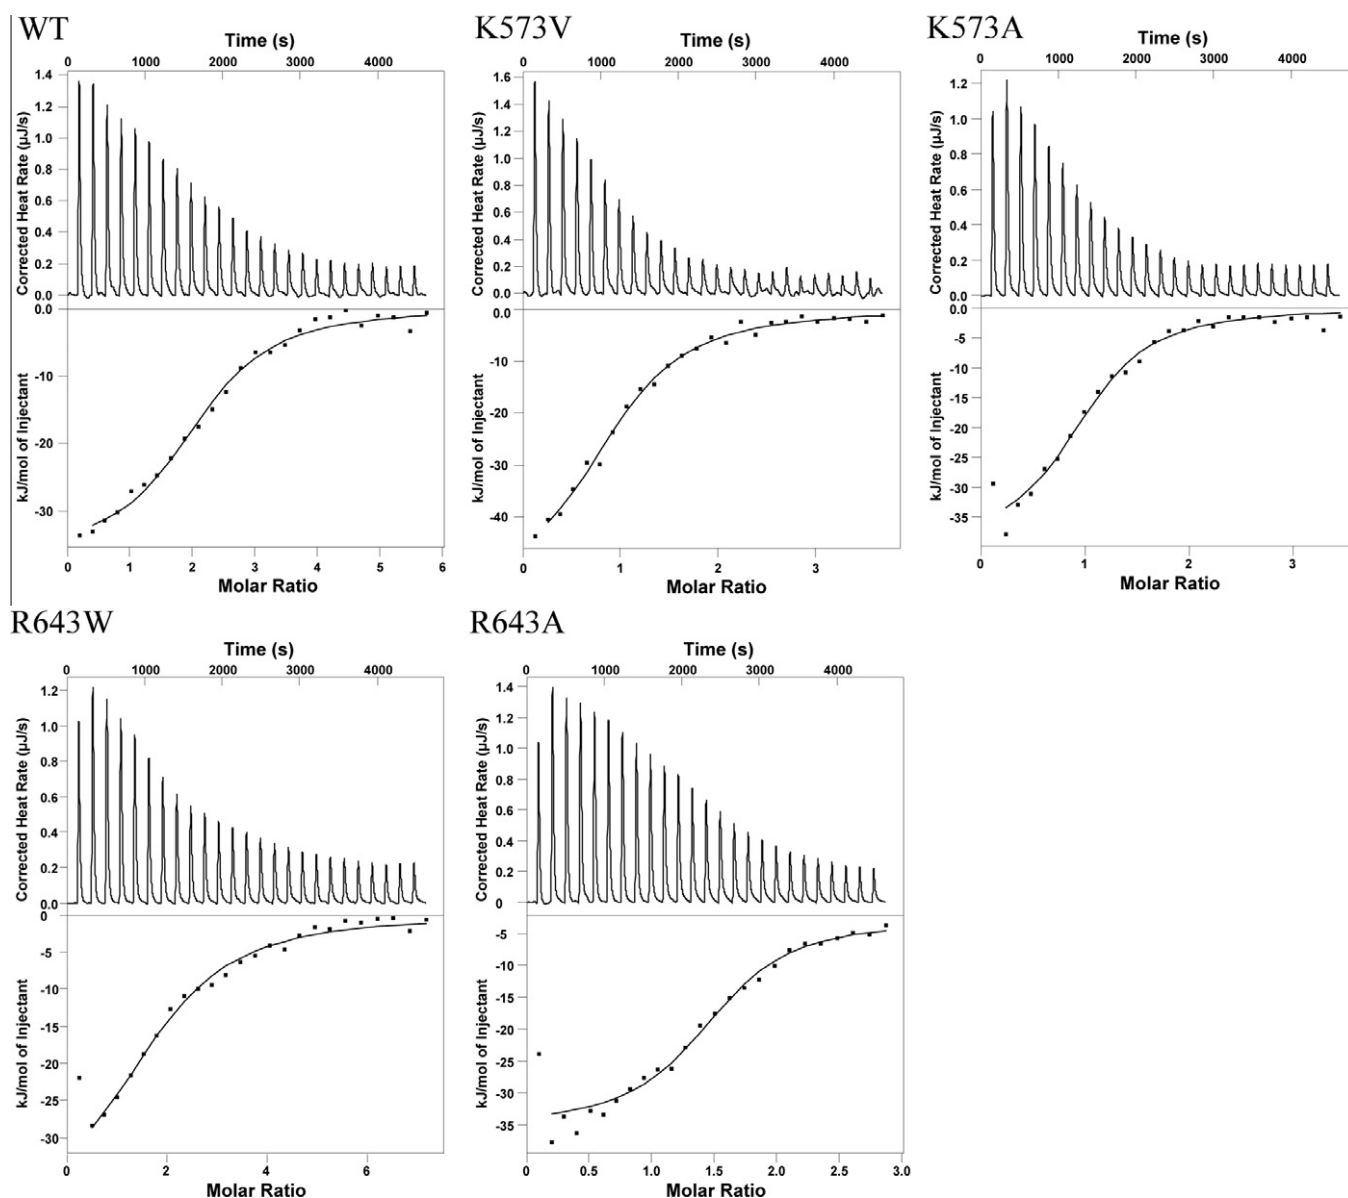 WT
Time (s)
0 1000 2000 3000 4000
Corrected Heat Rate (µJ/s)
1.4
1.2
1.0
0.8
0.6
0.4
0.2
0.0
kJ/mol of Injectant
0.0
-10
-20
-30
0 1 2 3 4 5 6
Molar Ratio
K573V
Time (s)
0 1000 2000 3000 4000
Corrected Heat Rate (µJ/s)
1.6
1.4
1.2
1.0
0.8
0.6
0.4
0.2
0.0
kJ/mol of Injectant
0.0
-10
-20
-30
-40
0 1 2 3
Molar Ratio
K573A
Time (s)
0 1000 2000 3000 4000
Corrected Heat Rate (µJ/s)
1.2
1.0
0.8
0.6
0.4
0.2
0.0
kJ/mol of Injectant
0.0
-5
-10
-15
-20
-25
-30
-35
0 1 2 3
Molar Ratio
R643W
Time (s)
0 1000 2000 3000 4000
Corrected Heat Rate (µJ/s)
1.2
1.0
0.8
0.6
0.4
0.2
0.0
kJ/mol of Injectant
0
-5
-10
-15
-20
-25
-30
0 2 4 6
Molar Ratio
R643A
Time (s)
0 1000 2000 3000 4000
Corrected Heat Rate (µJ/s)
1.4
1.2
1.0
0.8
0.6
0.4
0.2
0
kJ/mol of Injectant
-5
-10
-15
-20
-25
-30
-35
0 0.5 1.0 1.5 2.0 2.5 3.0
Molar Ratio